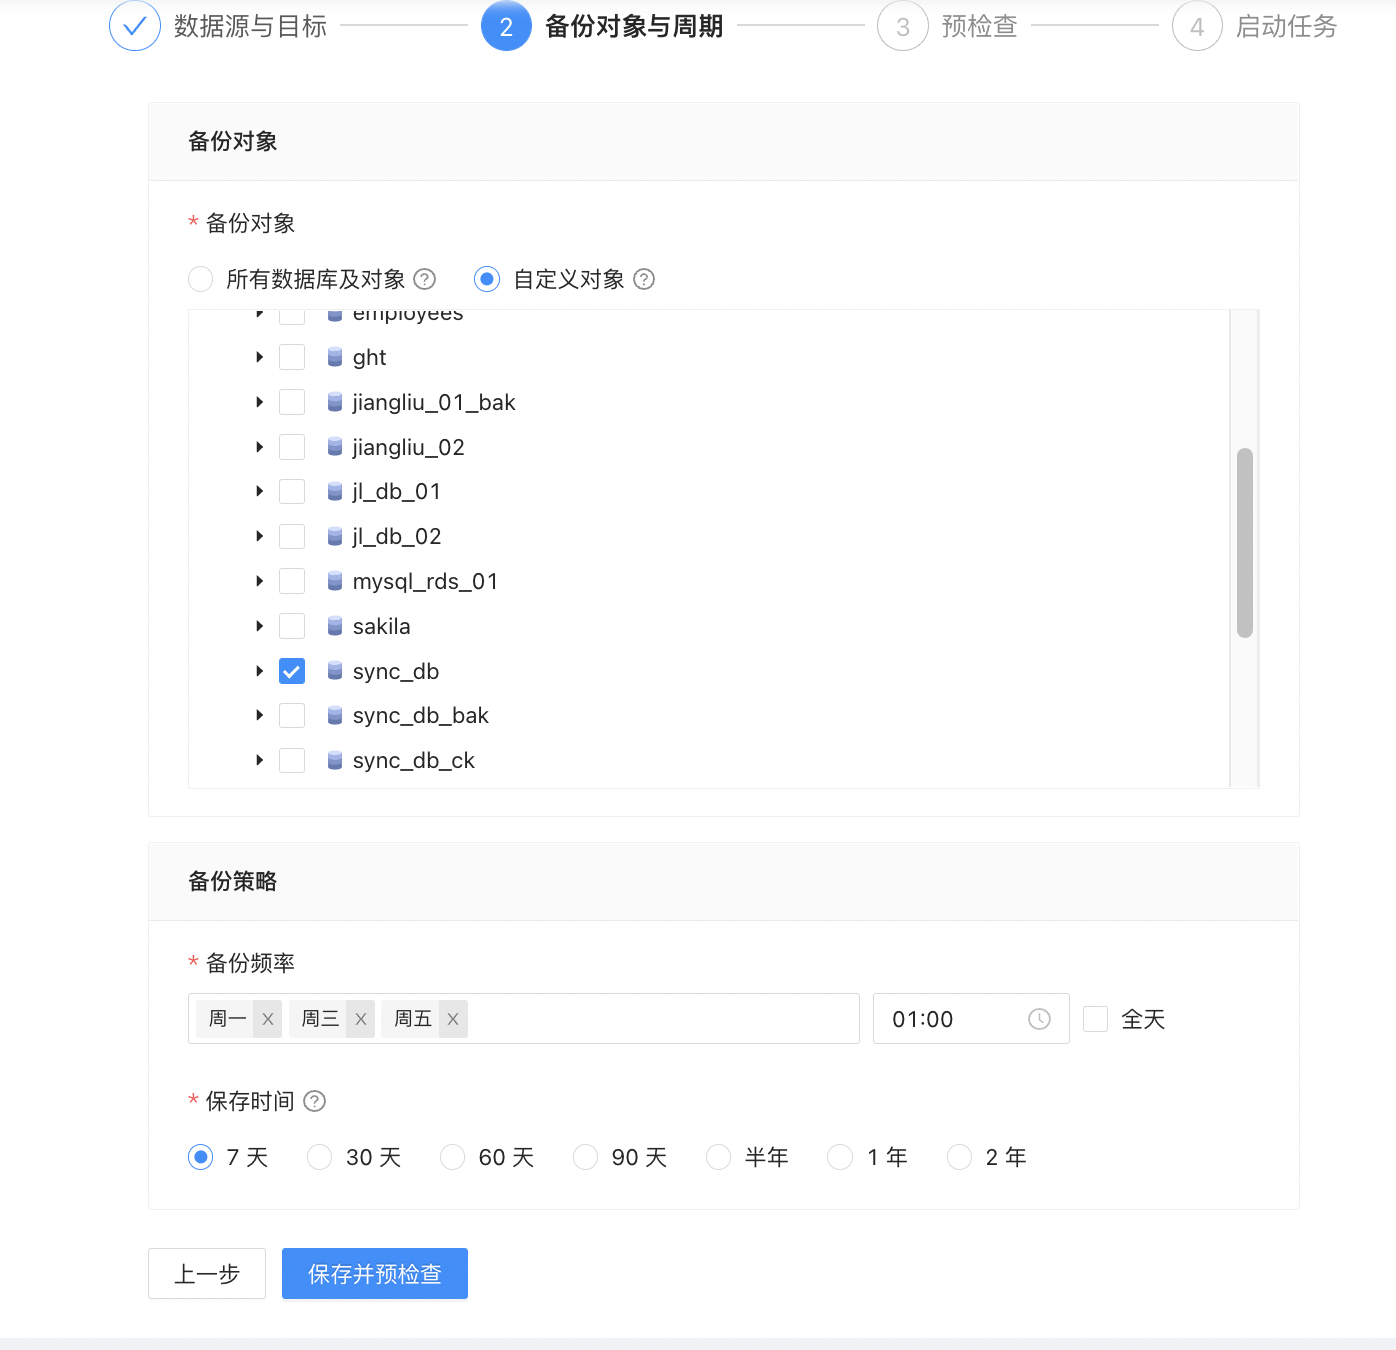 数据源与目标 2 备份对象与周期 3 预检查 4 启动任务
备份对象
* 备份对象
所有数据库及对象 ? 自定义对象 ?
employees
ght
jiangliu_01_bak
jiangliu_02
jl_db_01
jl_db_02
mysql_rds_01
sakila
sync_db
sync_db_bak
sync_db_ck
备份策略
* 备份频率
周一 X 周三 X 周五 X 01:00 全天
* 保存时间 ?
7 天 30 天 60 天 90 天 半年 1 年 2 年
上一步 保存并预检查